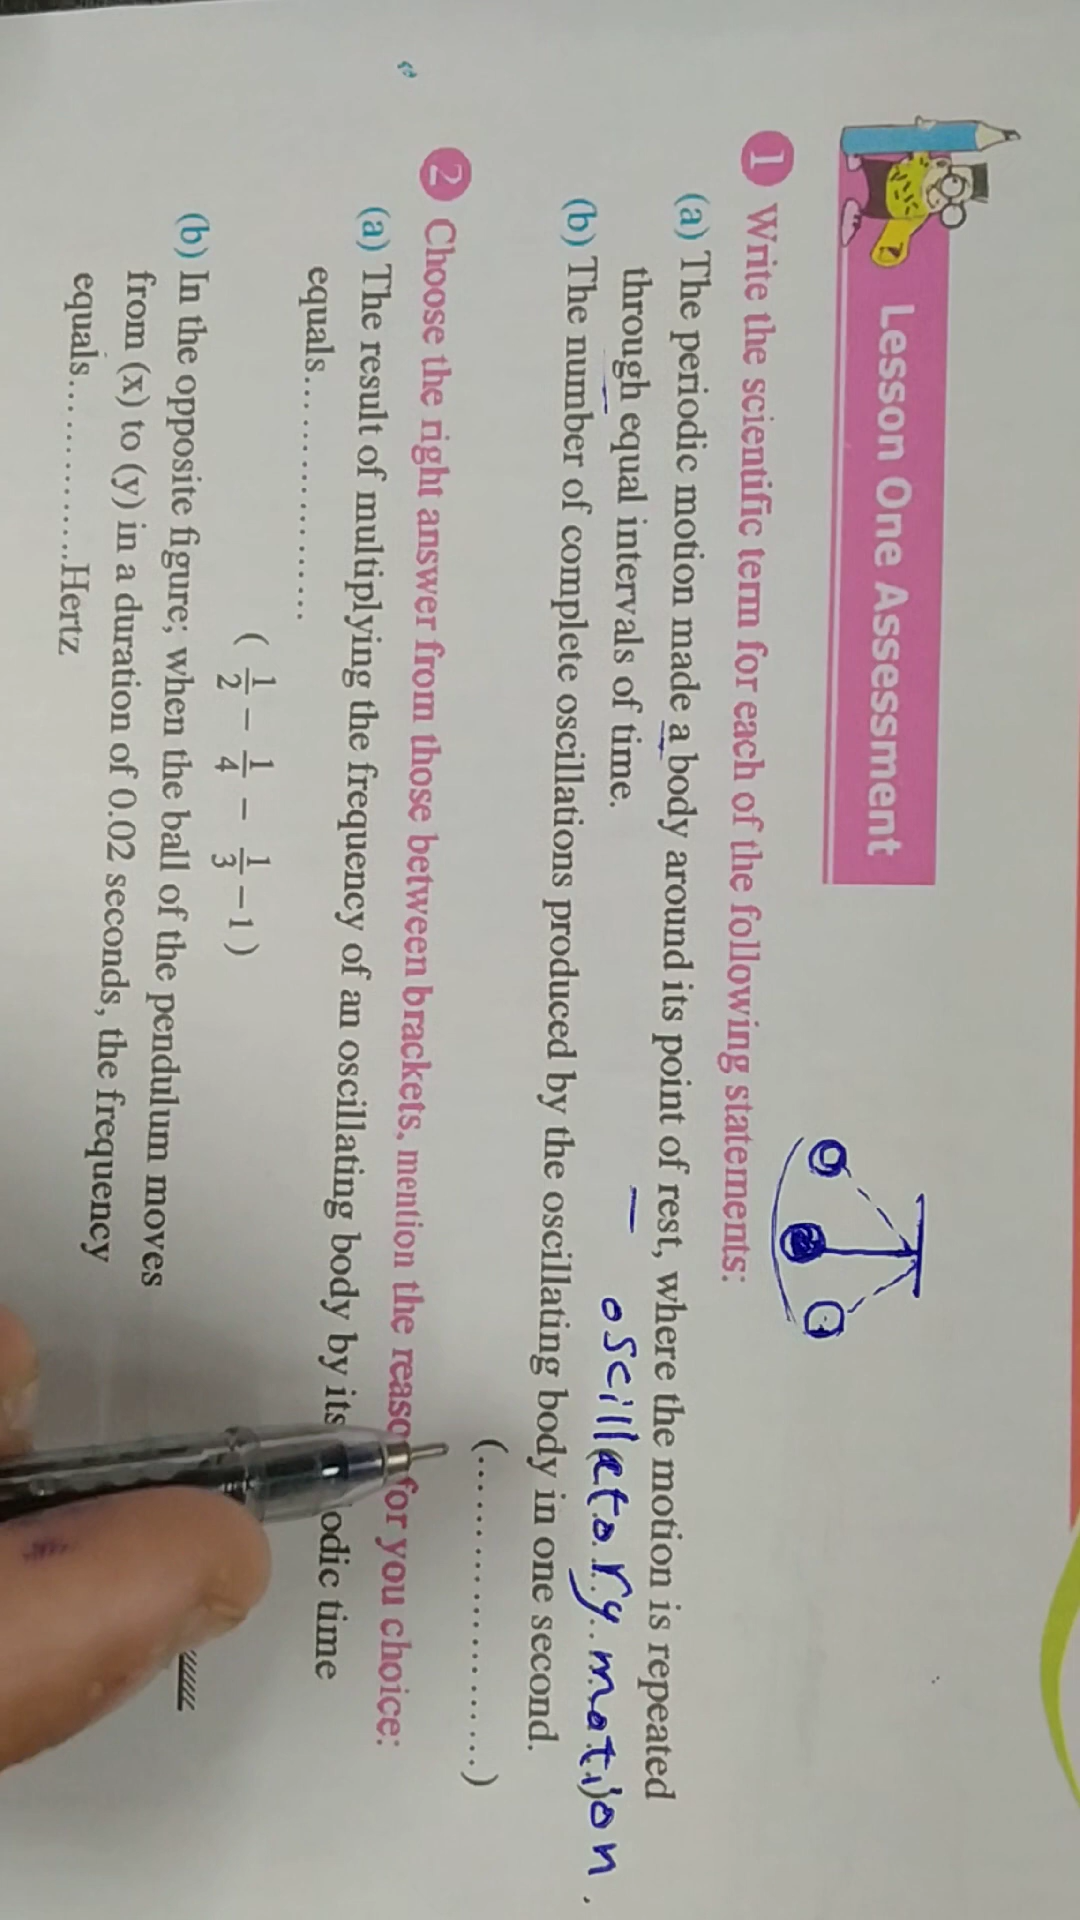 Lesson One Assessment
1 Write the scientific term for each of the following statements:
(a) The periodic motion made a body around its point of rest, where the motion is repeated
through equal intervals of time.
oscillatory motion.
(b) The number of complete oscillations produced by the oscillating body in one second.
(........................)
2 Choose the right answer from those between brackets, mention the reason for you choice:
(a) The result of multiplying the frequency of an oscillating body by its odic time
equals..................
( 1/2 – 1/4 – 1/3 – 1 )
(b) In the opposite figure; when the ball of the pendulum moves
from (x) to (y) in a duration of 0.02 seconds, the frequency
equals.............Hertz